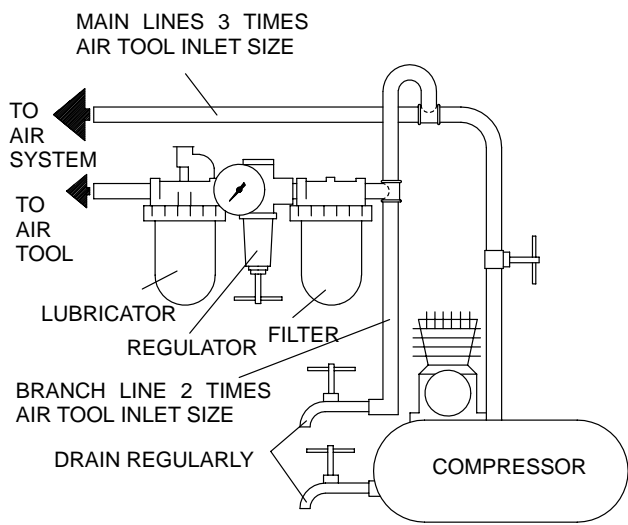 MAIN LINES 3 TIMES
AIR TOOL INLET SIZE
TO
AIR
SYSTEM
TO
AIR
TOOL
LUBRICATOR
REGULATOR
FILTER
BRANCH LINE 2 TIMES
AIR TOOL INLET SIZE
DRAIN REGULARLY
COMPRESSOR